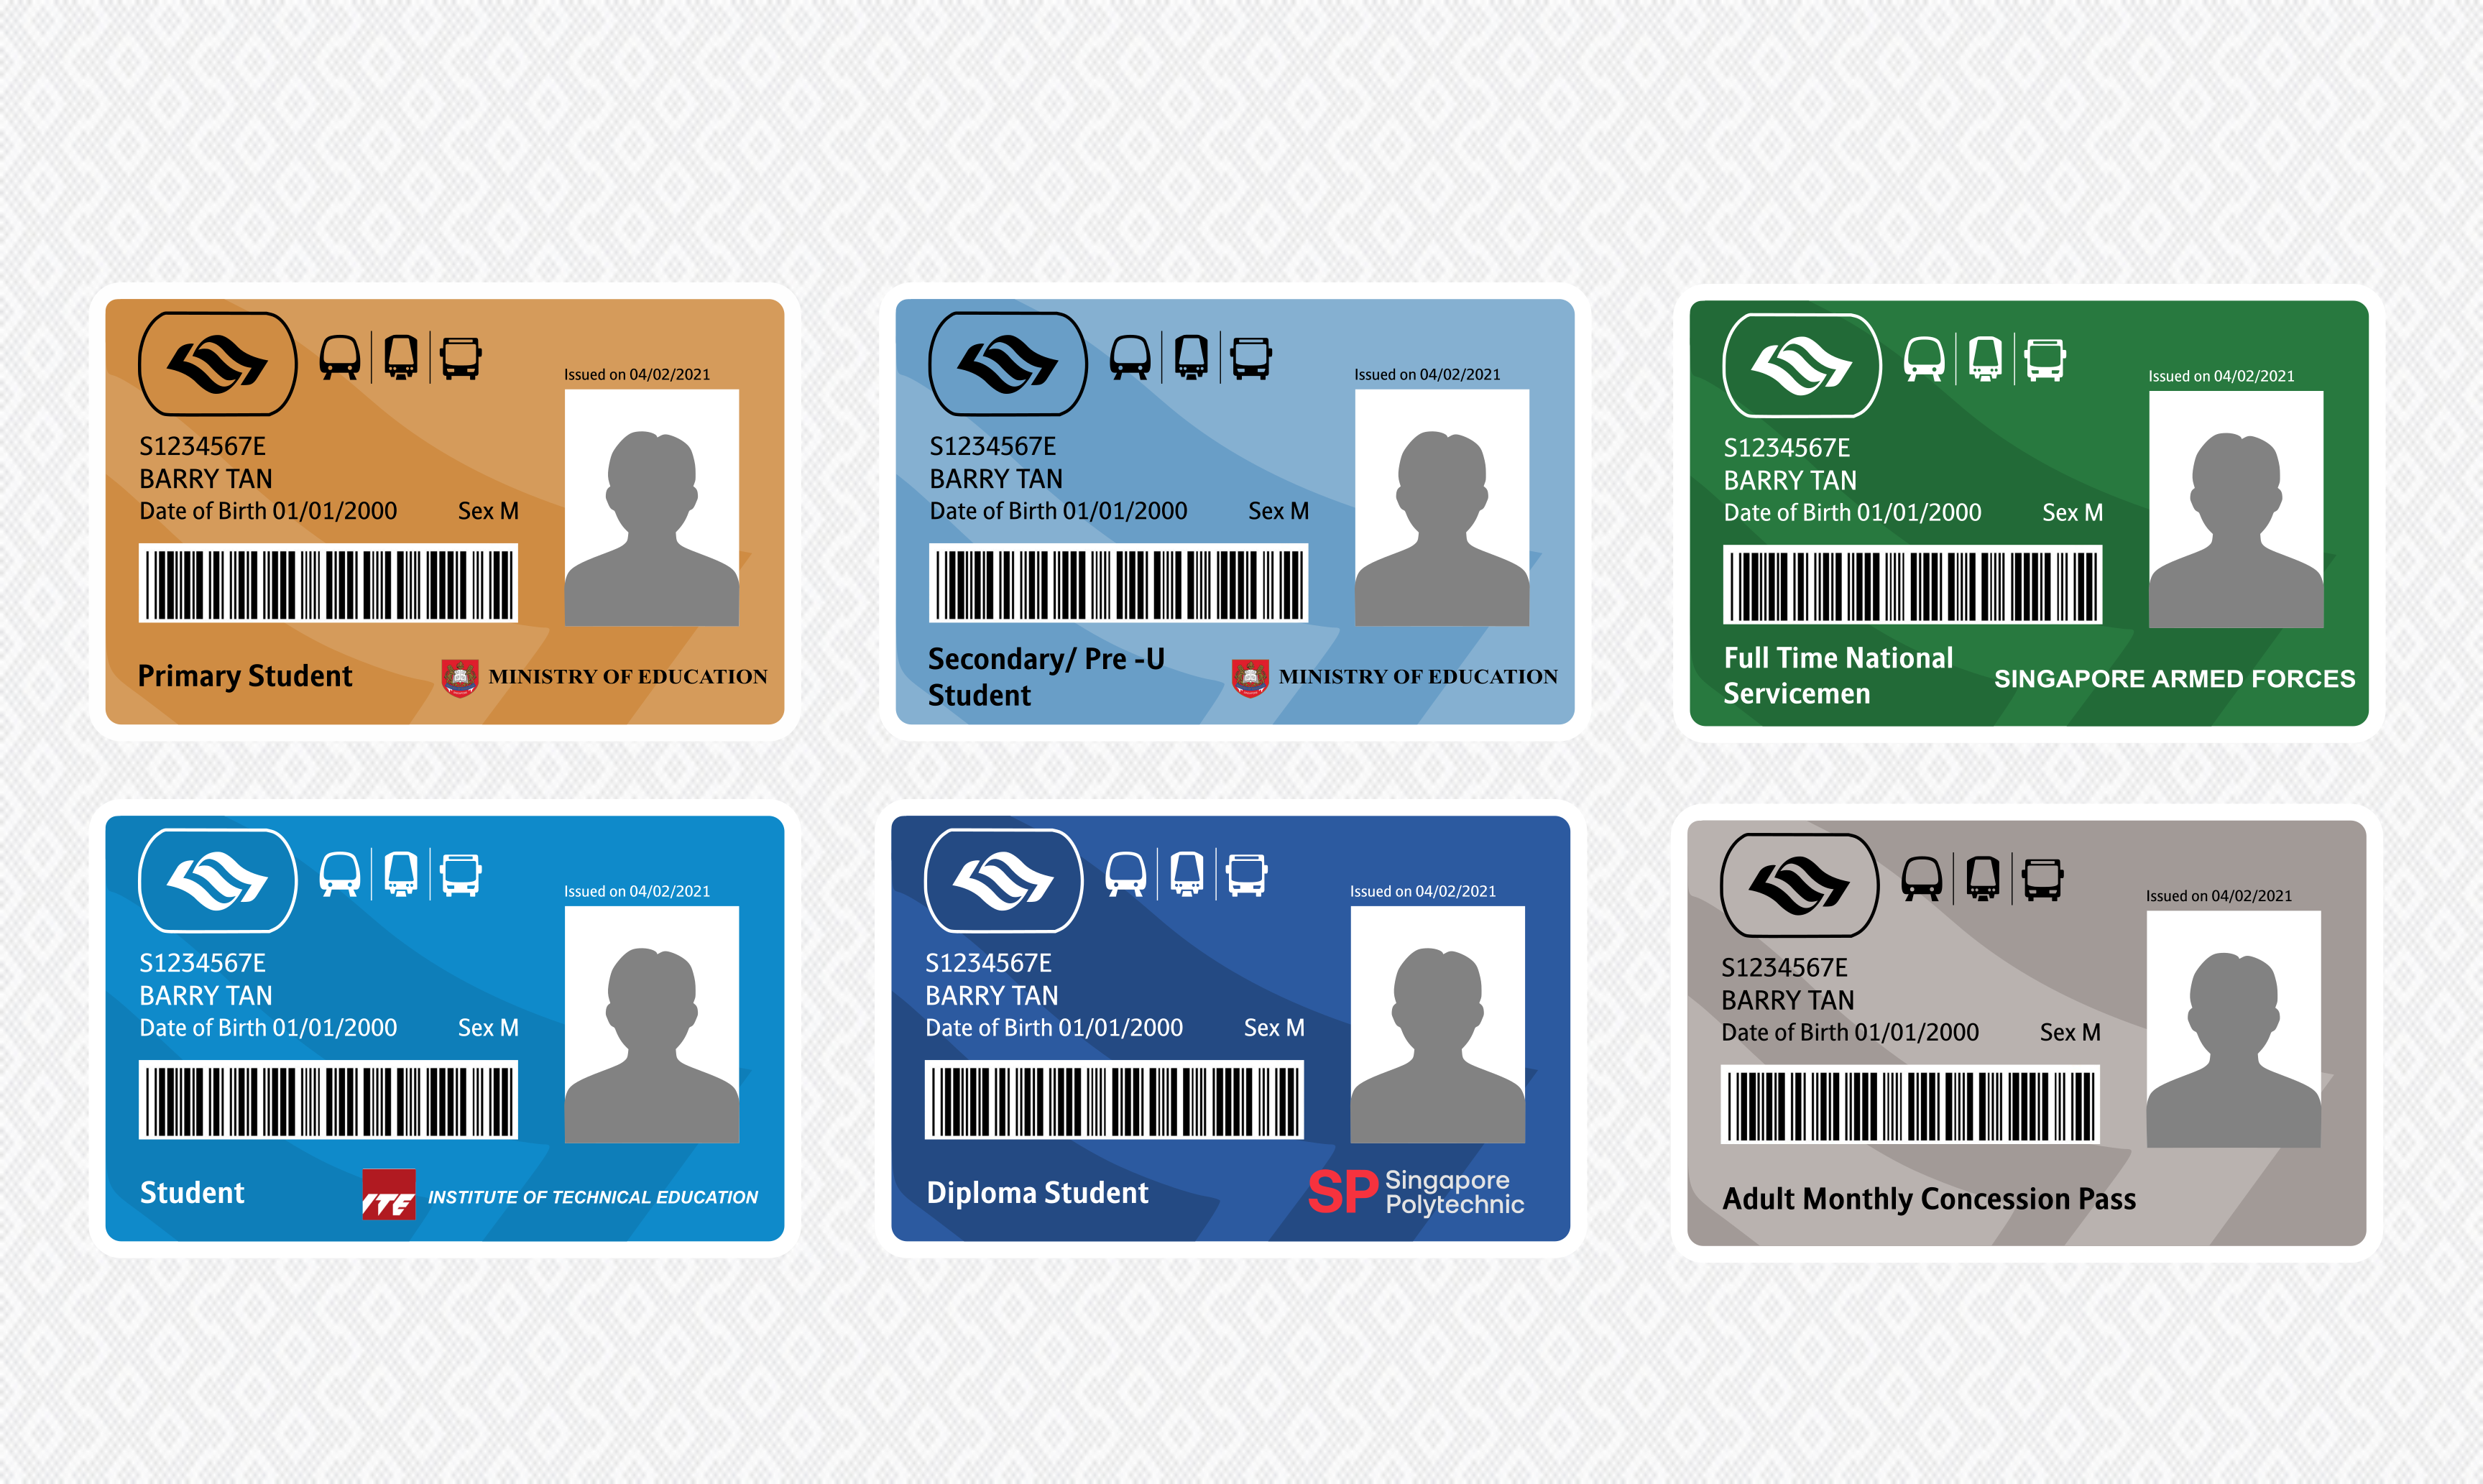 Issued on 04/02/2021
S1234567E
BARRY TAN
Date of Birth 01/01/2000 Sex M
Primary Student
MINISTRY OF EDUCATION
Issued on 04/02/2021
S1234567E
BARRY TAN
Date of Birth 01/01/2000 Sex M
Secondary/ Pre -U
Student
MINISTRY OF EDUCATION
Issued on 04/02/2021
S1234567E
BARRY TAN
Date of Birth 01/01/2000 Sex M
Full Time National
Servicemen
SINGAPORE ARMED FORCES
Issued on 04/02/2021
S1234567E
BARRY TAN
Date of Birth 01/01/2000 Sex M
Student
ITE INSTITUTE OF TECHNICAL EDUCATION
Issued on 04/02/2021
S1234567E
BARRY TAN
Date of Birth 01/01/2000 Sex M
Diploma Student
SP Singapore
Polytechnic
Issued on 04/02/2021
S1234567E
BARRY TAN
Date of Birth 01/01/2000 Sex M
Adult Monthly Concession Pass